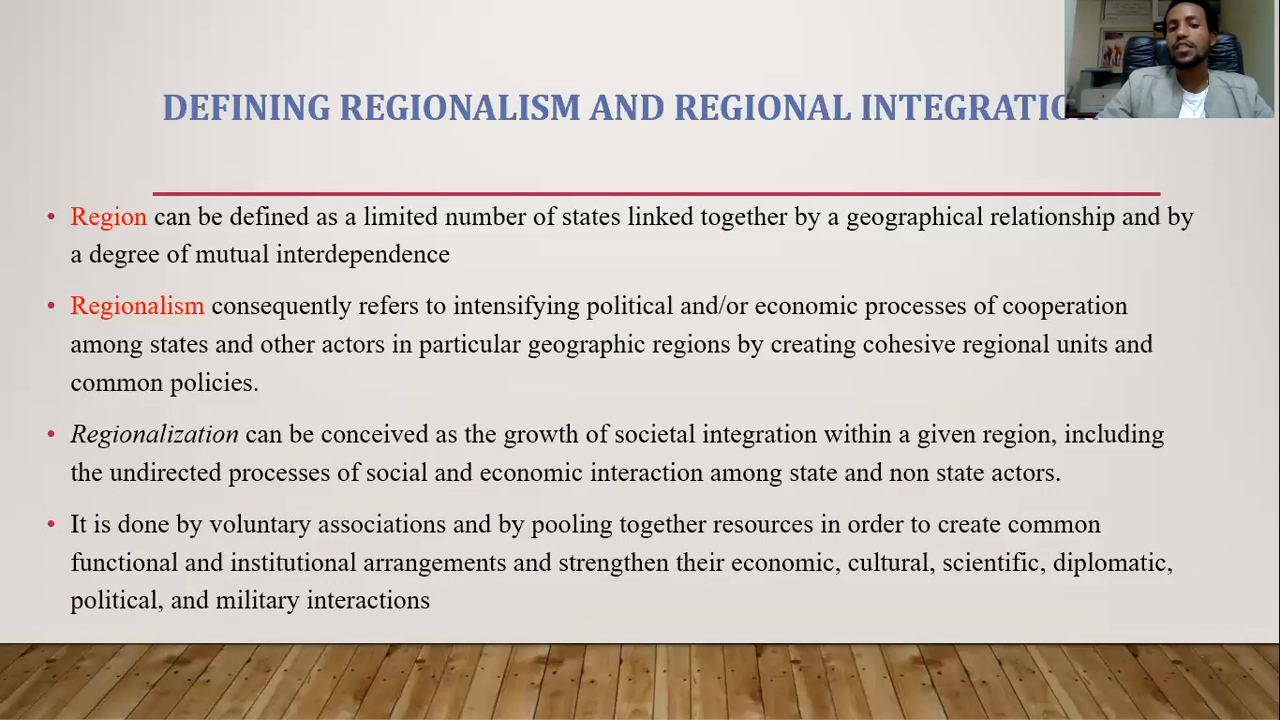 DEFINING REGIONALISM AND REGIONAL INTEGRATION
• Region can be defined as a limited number of states linked together by a geographical relationship and by
a degree of mutual interdependence
• Regionalism consequently refers to intensifying political and/or economic processes of cooperation
among states and other actors in particular geographic regions by creating cohesive regional units and
common policies.
• Regionalization can be conceived as the growth of societal integration within a given region, including
the undirected processes of social and economic interaction among state and non state actors.
• It is done by voluntary associations and by pooling together resources in order to create common
functional and institutional arrangements and strengthen their economic, cultural, scientific, diplomatic,
political, and military interactions